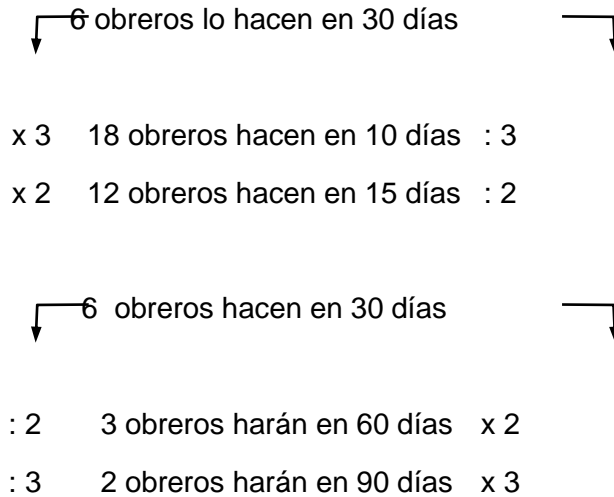 6 obreros lo hacen en 30 días
x 3 18 obreros hacen en 10 días : 3
x 2 12 obreros hacen en 15 días : 2
6 obreros hacen en 30 días
: 2 3 obreros harán en 60 días x 2
: 3 2 obreros harán en 90 días x 3